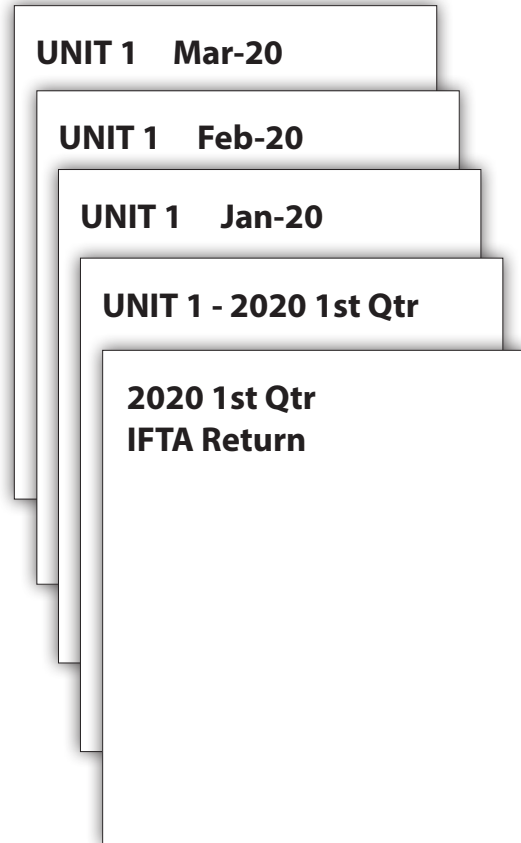 UNIT 1 Mar-20
UNIT 1 Feb-20
UNIT 1 Jan-20
UNIT 1 - 2020 1st Qtr
2020 1st Qtr
IFTA Return